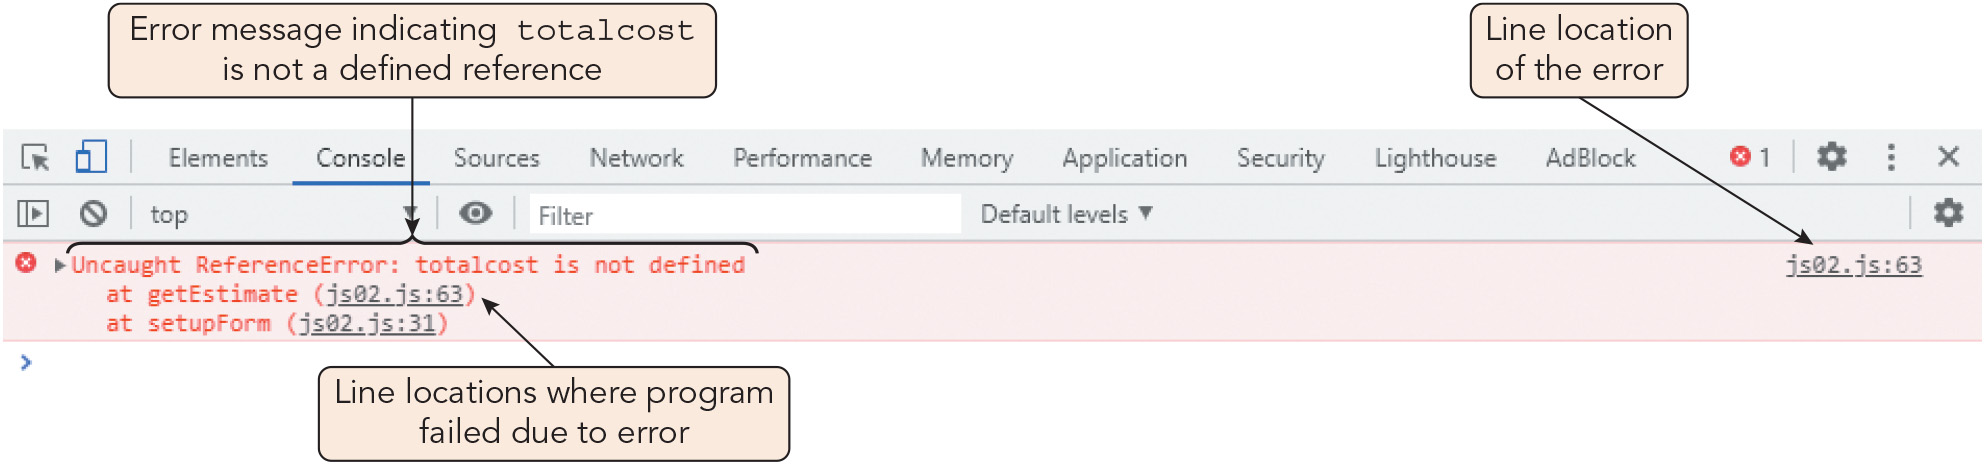 Error message indicating totalcost
is not a defined reference
Line location
of the error
Elements Console Sources Network Performance Memory Application Security Lighthouse AdBlock 1
top Filter Default levels
Uncaught ReferenceError: totalcost is not defined js02.js:63
at getEstimate (js02.js:63)
at setupForm (js02.js:31)
Line locations where program
failed due to error